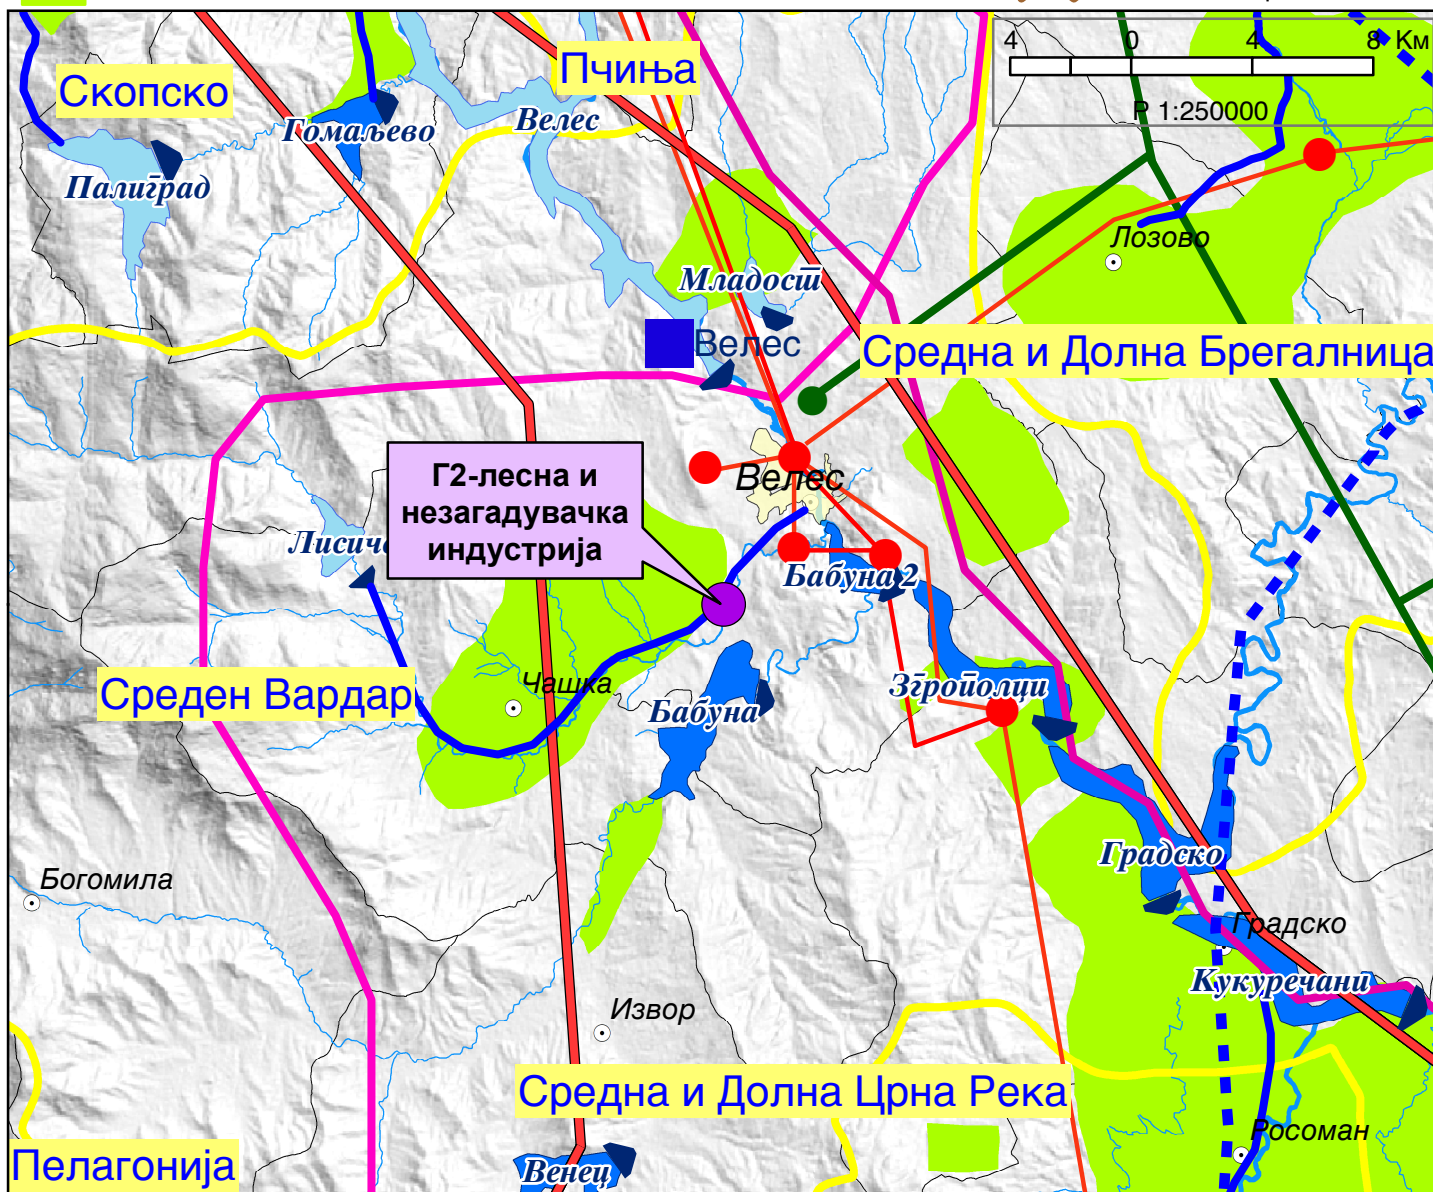 4 0 4 8 Км
Р 1:250000
Скопско
Пчиња
Гомаљево
Велес
Палиград
Лозово
Младост
Велес
Средна и Долна Брегалница
Г2-лесна и
незагадувачка
индустрија
Велес
Бабуна 2
Среден Вардар
Чашка
Бабуна
Згрополци
Градско
Богомила
Градско
Кукуречани
Извор
Средна и Долна Црна Река
Росоман
Пелагонија
Венец